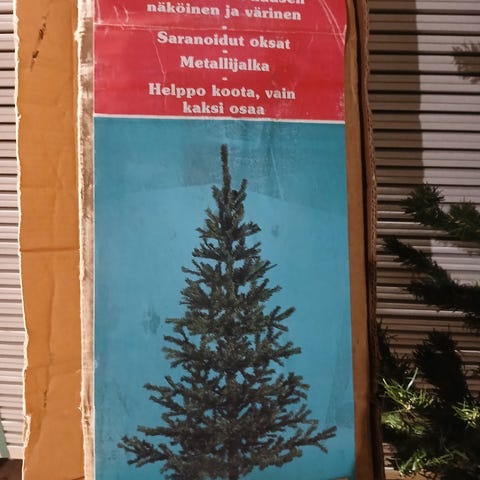 näköinen ja värinen
-
Saranoidut oksat
-
Metallijalka
-
Helppo koota, vain
kaksi osaa